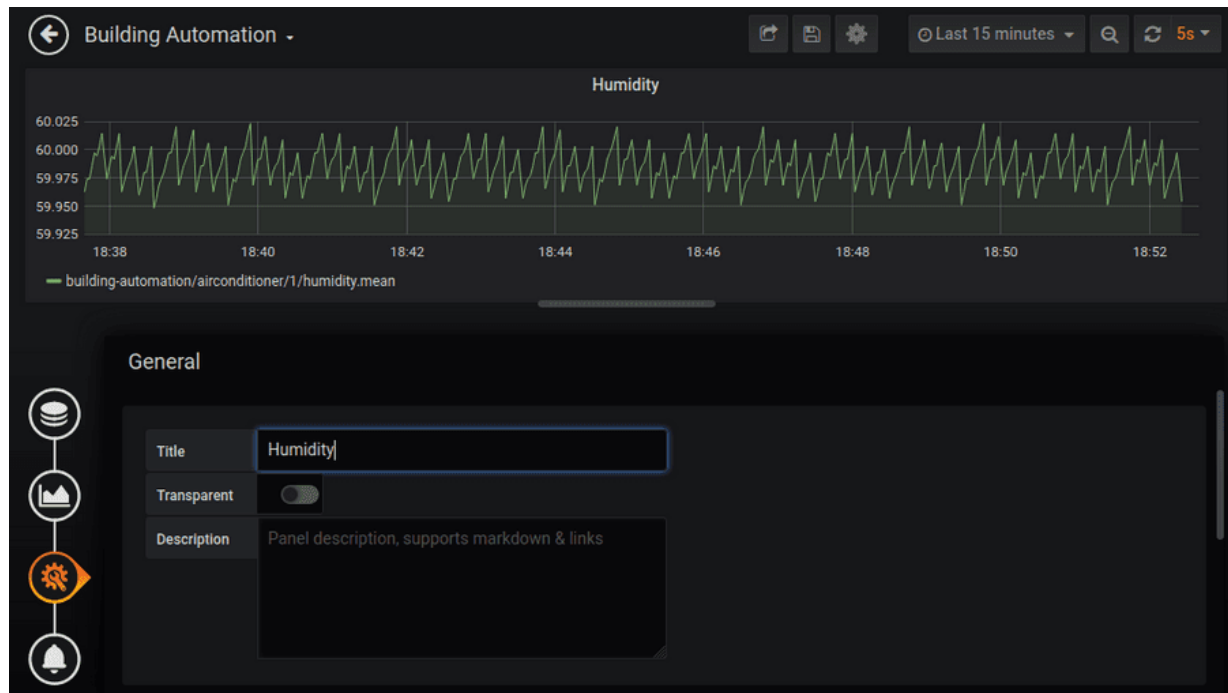 Building Automation
Last 15 minutes
5s
Humidity
60.025
60.000
59.975
59.950
59.925
18:38 18:40 18:42 18:44 18:46 18:48 18:50 18:52
building-automation/airconditioner/1/humidity.mean
General
Title Humidity
Transparent
Description Panel description, supports markdown & links